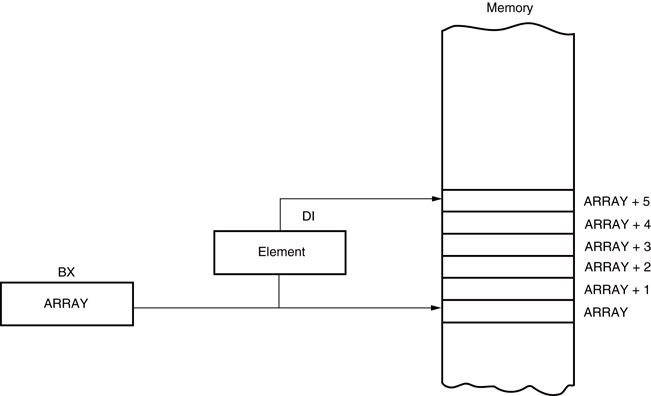 Memory
ARRAY + 5
DI
ARRAY + 4
Element
ARRAY + 3
ARRAY + 2
BX
ARRAY + 1
ARRAY
ARRAY